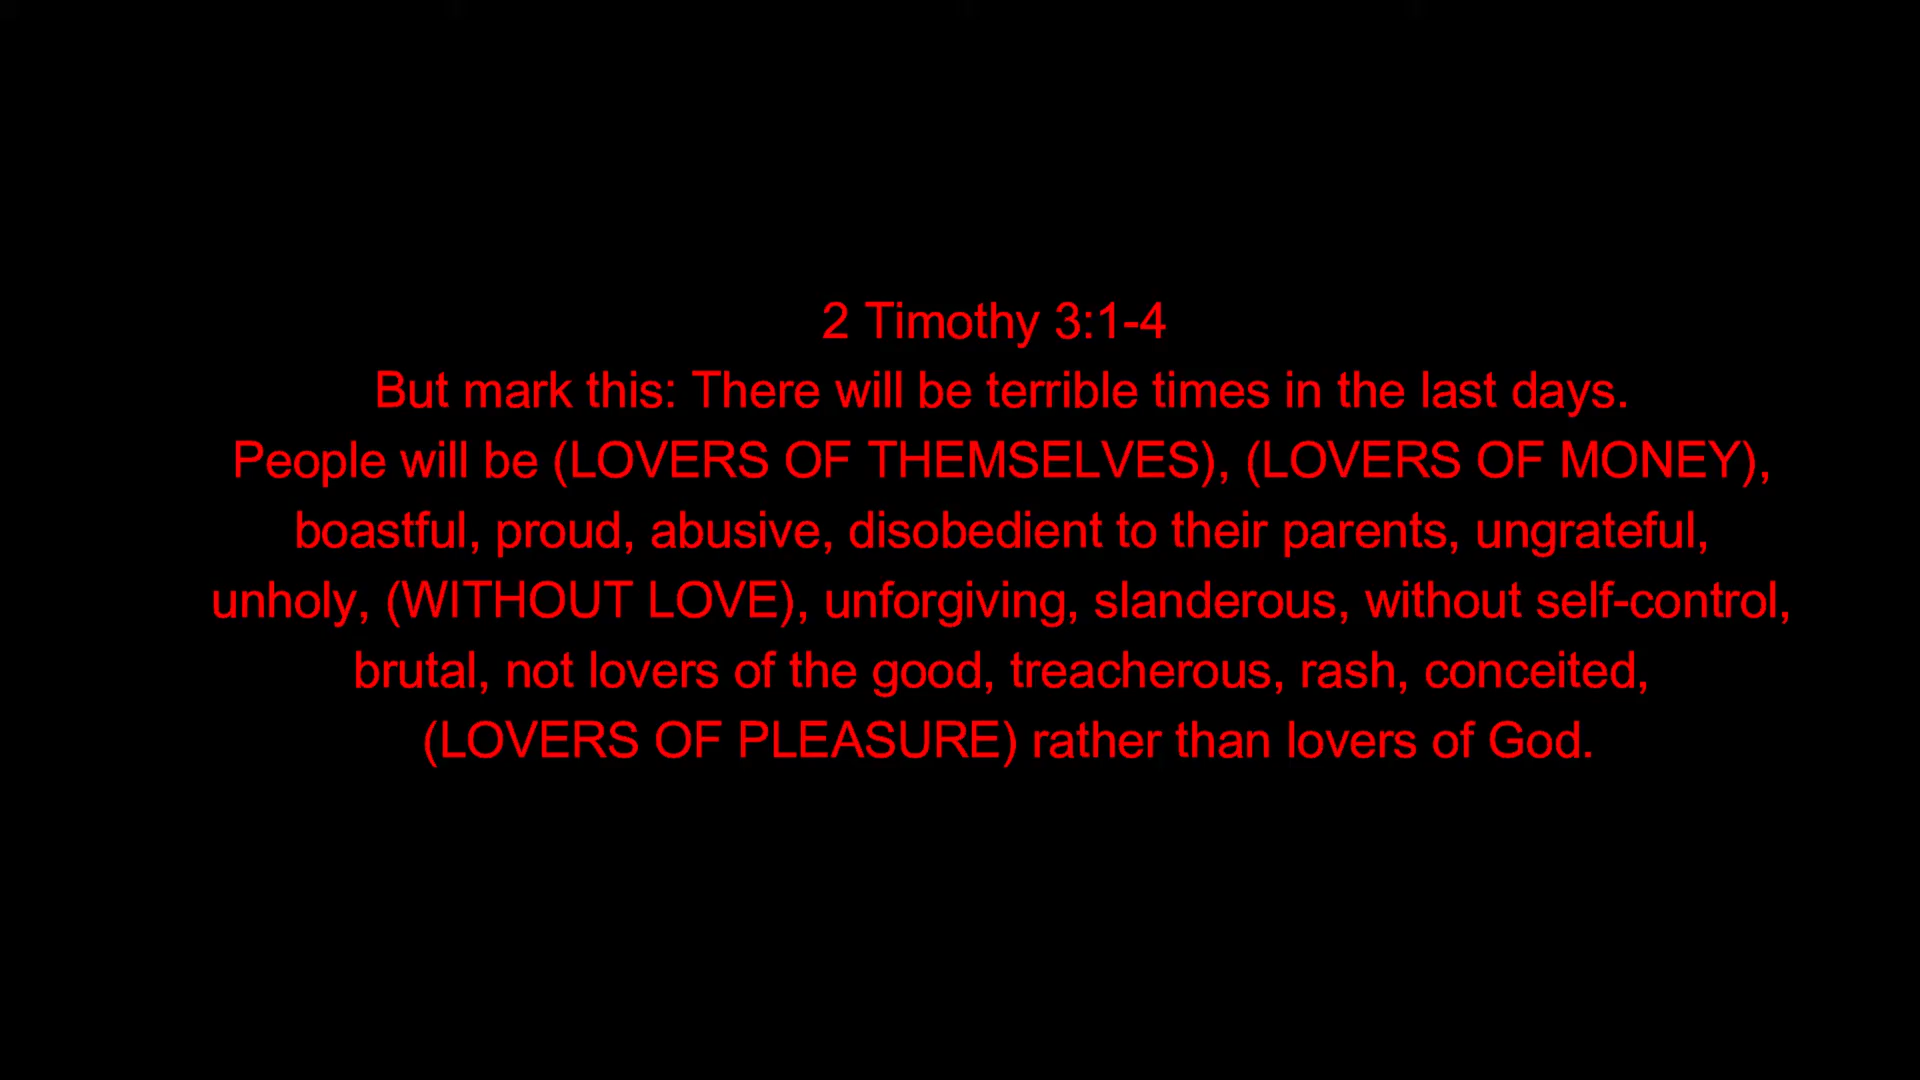 2 Timothy 3:1-4
But mark this: There will be terrible times in the last days.
People will be (LOVERS OF THEMSELVES), (LOVERS OF MONEY),
boastful, proud, abusive, disobedient to their parents, ungrateful,
unholy, (WITHOUT LOVE), unforgiving, slanderous, without self-control,
brutal, not lovers of the good, treacherous, rash, conceited,
(LOVERS OF PLEASURE) rather than lovers of God.